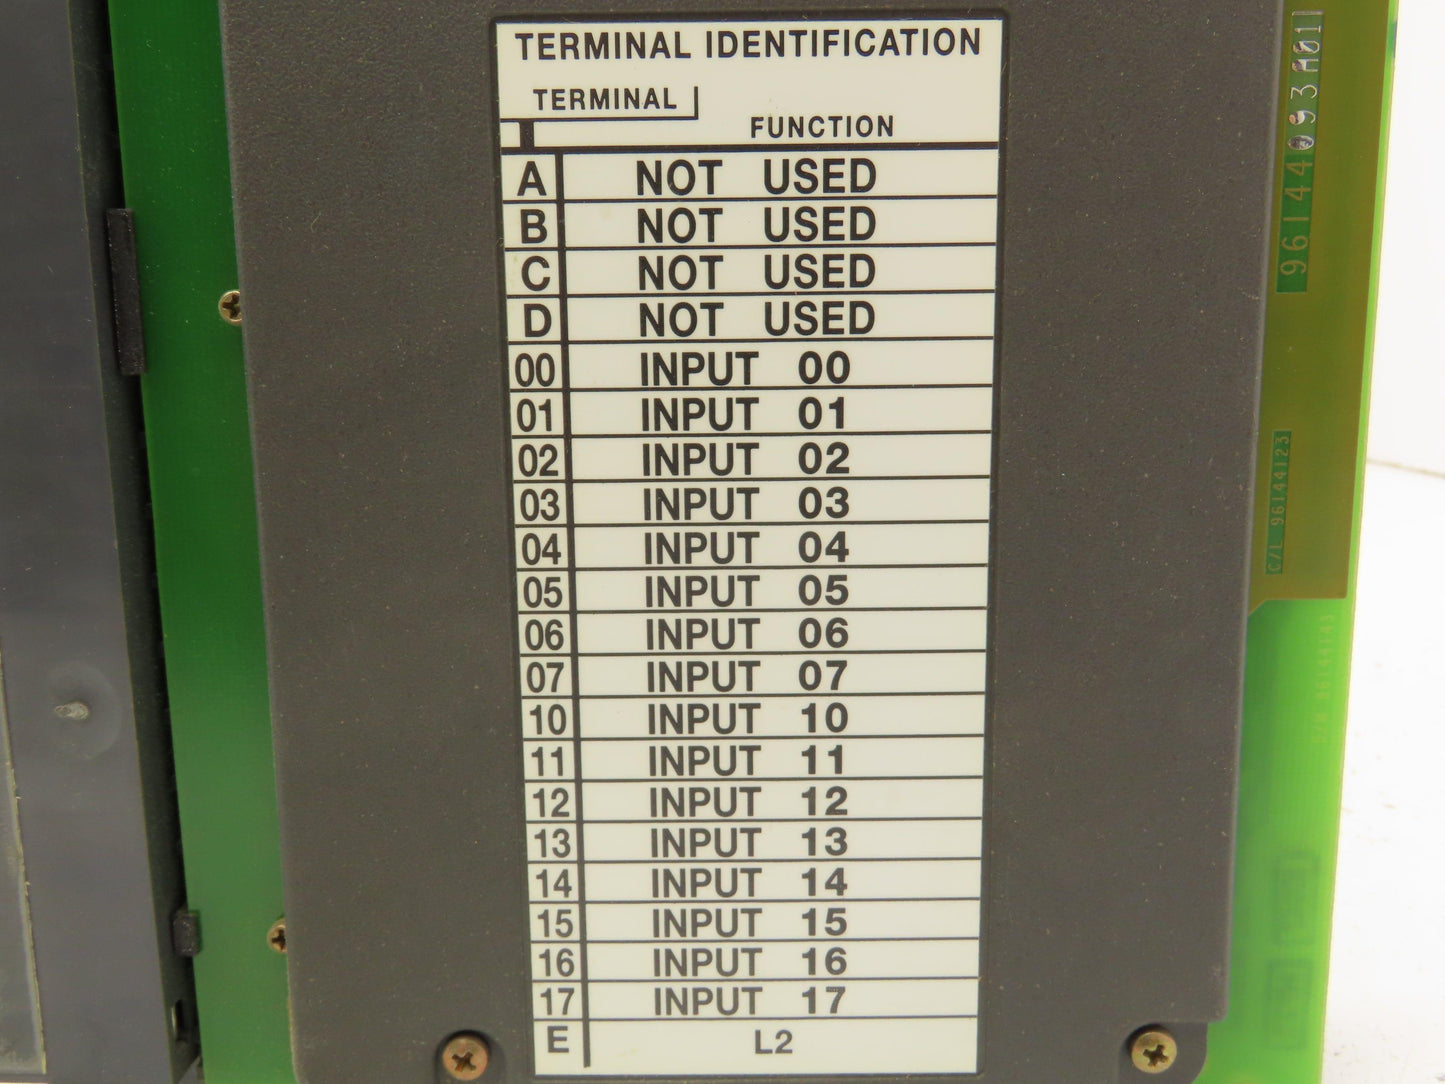 TERMINAL IDENTIFICATION
TERMINAL
FUNCTION
A NOT USED
B NOT USED
C NOT USED
D NOT USED
00 INPUT 00
01 INPUT 01
02 INPUT 02
03 INPUT 03
04 INPUT 04
05 INPUT 05
06 INPUT 06
07 INPUT 07
10 INPUT 10
11 INPUT 11
12 INPUT 12
13 INPUT 13
14 INPUT 14
15 INPUT 15
16 INPUT 16
17 INPUT 17
E L2
96144093A01
C/L 96144123